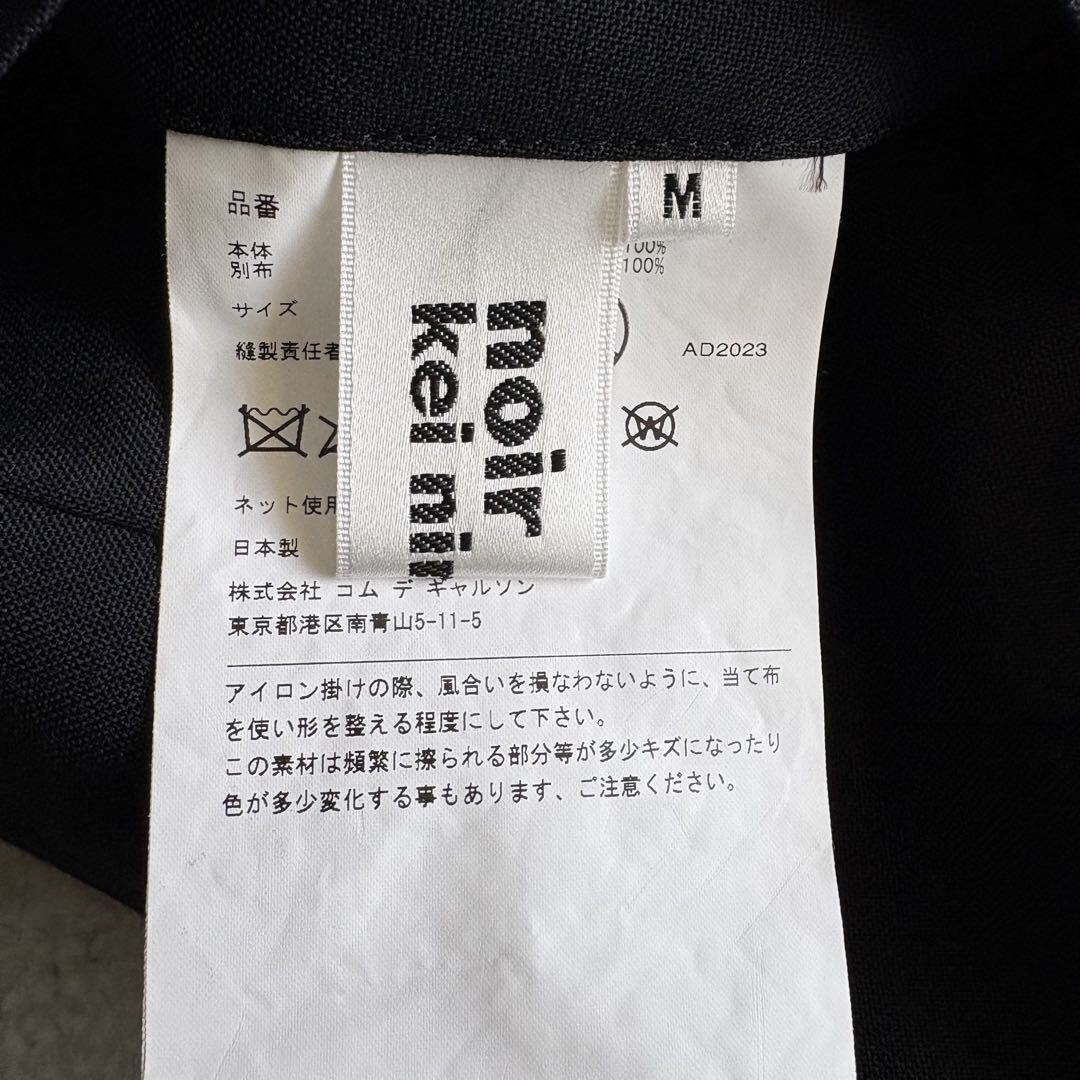 品番
M
本体 100%
別布 100%
サイズ
縫製責任者
AD2023
noir
kei ni
ネット使用
日本製
株式会社 コム デ ギャルソン
東京都港区南青山5-11-5
アイロン掛けの際、風合いを損なわないように、当て布
を使い形を整える程度にして下さい。
この素材は頻繁に擦られる部分等が多少キズになったり
色が多少変化する事もあります、ご注意ください。